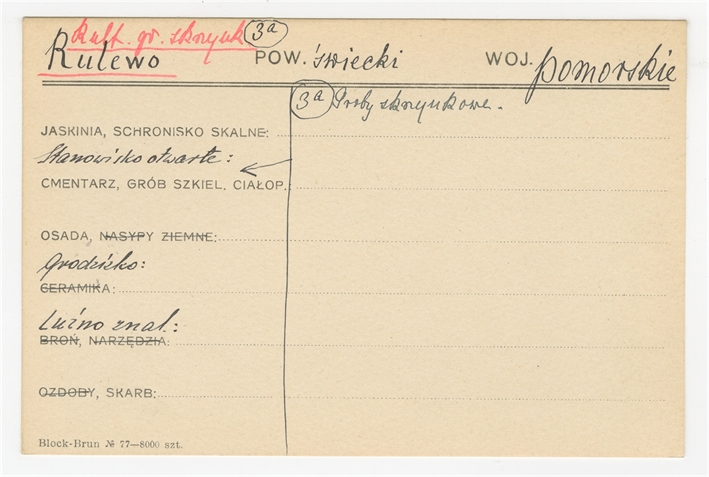 Kult. gr. skrzynk. 3a
Rulewo POW. świecki WOJ. pomorskie
3a Groby skrzynkowe.
JASKINIA, SCHRONISKO SKALNE:
Stanowisko otwarte:
CMENTARZ, GRÓB SZKIEL. CIAŁOP.:
OSADA, NASYPY ZIEMNE:
Grodzisko:
CERAMIKA:
Luźno znal.:
BROŃ, NARZĘDZIA:
OZDOBY, SKARB:
Block-Brun № 77—8000 szt.